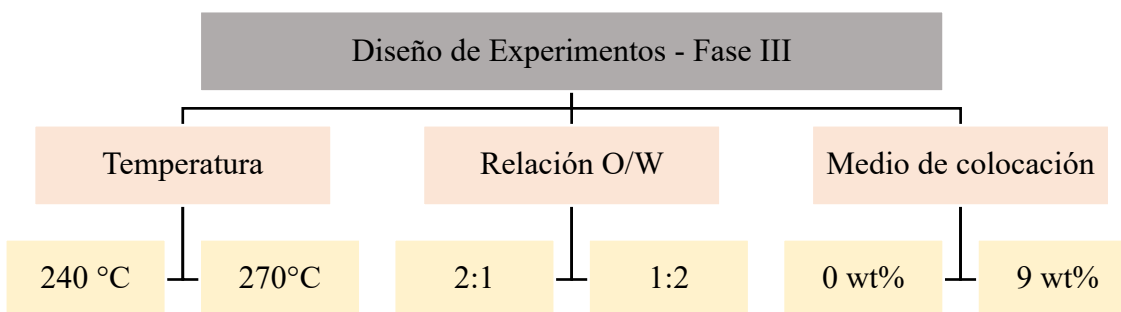 Diseño de Experimentos - Fase III
Temperatura
Relación O/W
Medio de colocación
240 °C
270°C
2:1
1:2
0 wt%
9 wt%